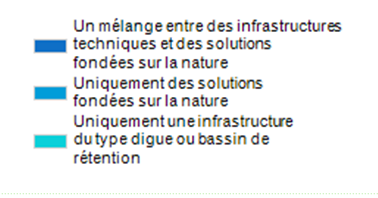 Un mélange entre des infrastructures
techniques et des solutions
fondées sur la nature
Uniquement des solutions
fondées sur la nature
Uniquement une infrastructure
du type digue ou bassin de
rétention